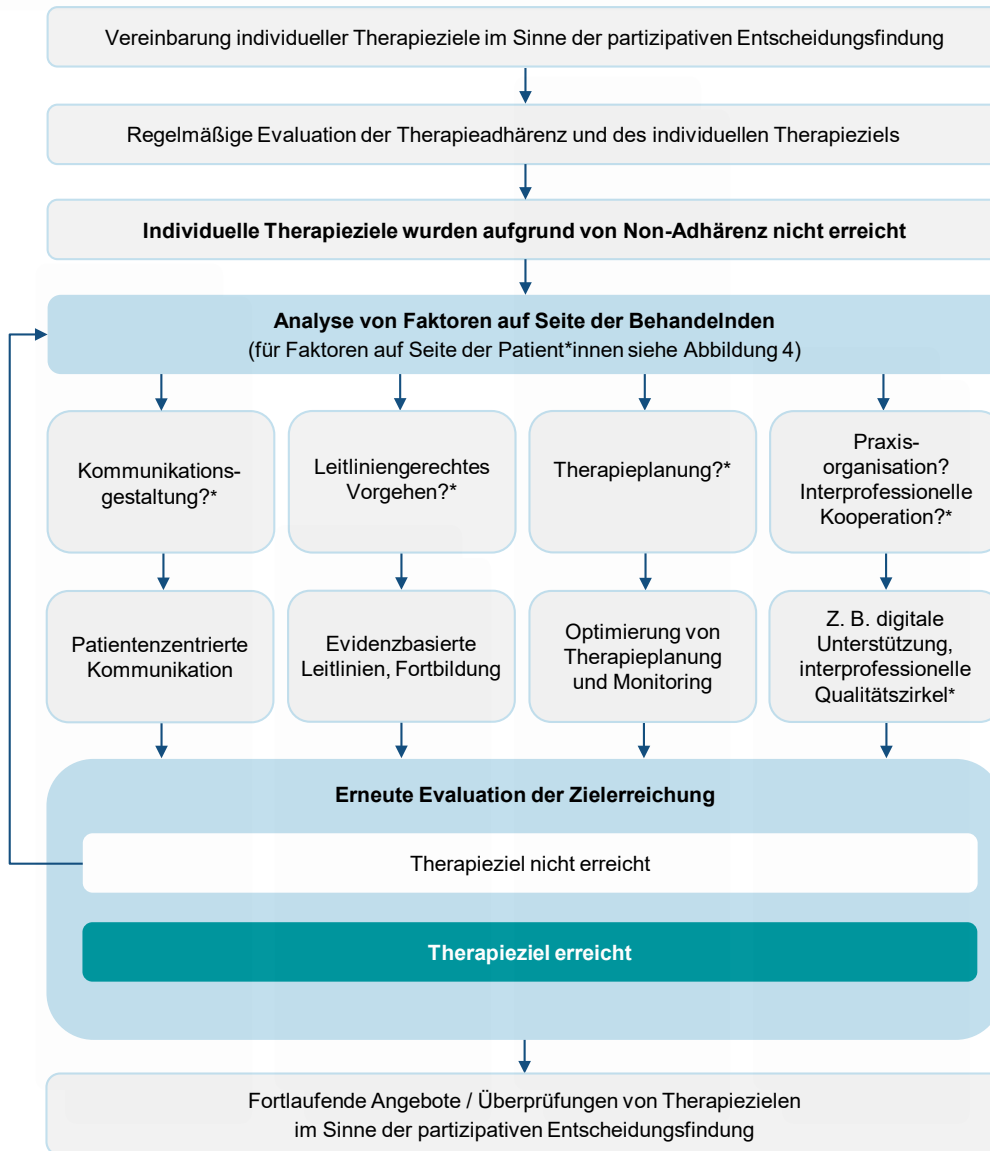 Vereinbarung individueller Therapieziele im Sinne der partizipativen Entscheidungsfindung
Regelmäßige Evaluation der Therapieadhärenz und des individuellen Therapieziels
Individuelle Therapieziele wurden aufgrund von Non-Adhärenz nicht erreicht
Analyse von Faktoren auf Seite der Behandelnden
(für Faktoren auf Seite der Patient*innen siehe Abbildung 4)
Kommunikations-
gestaltung?*
Leitliniengerechtes
Vorgehen?*
Therapieplanung?*
Praxis-
organisation?
Interprofessionelle
Kooperation?*
Patientenzentrierte
Kommunikation
Evidenzbasierte
Leitlinien, Fortbildung
Optimierung von
Therapieplanung
und Monitoring
Z. B. digitale
Unterstützung,
interprofessionelle
Qualitätszirkel*
Erneute Evaluation der Zielerreichung
Therapieziel nicht erreicht
Therapieziel erreicht
Fortlaufende Angebote / Überprüfungen von Therapiezielen
im Sinne der partizipativen Entscheidungsfindung